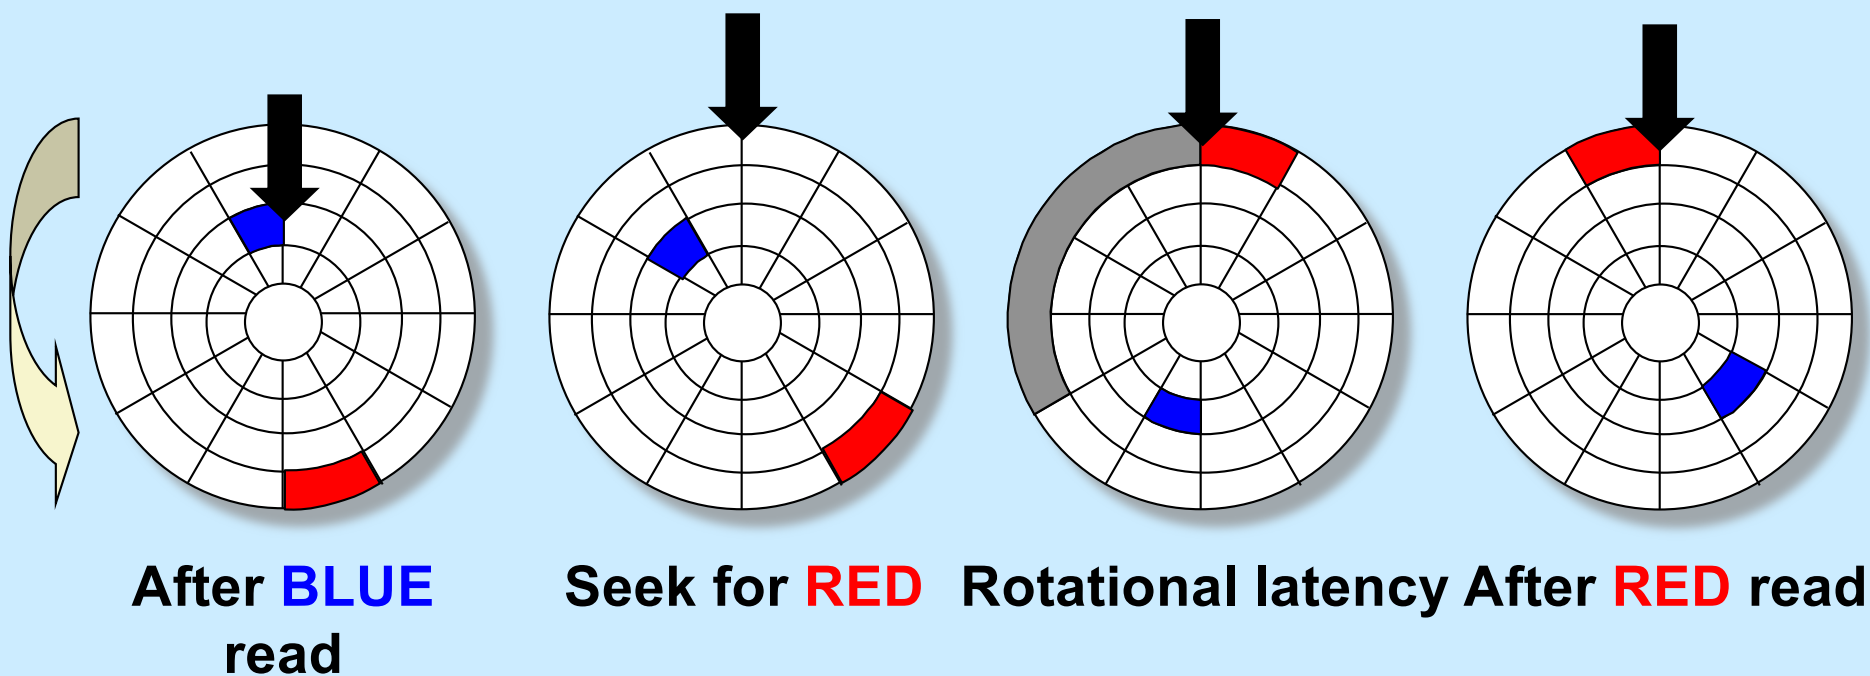 After BLUE
read
Seek for RED
Rotational latency
After RED read